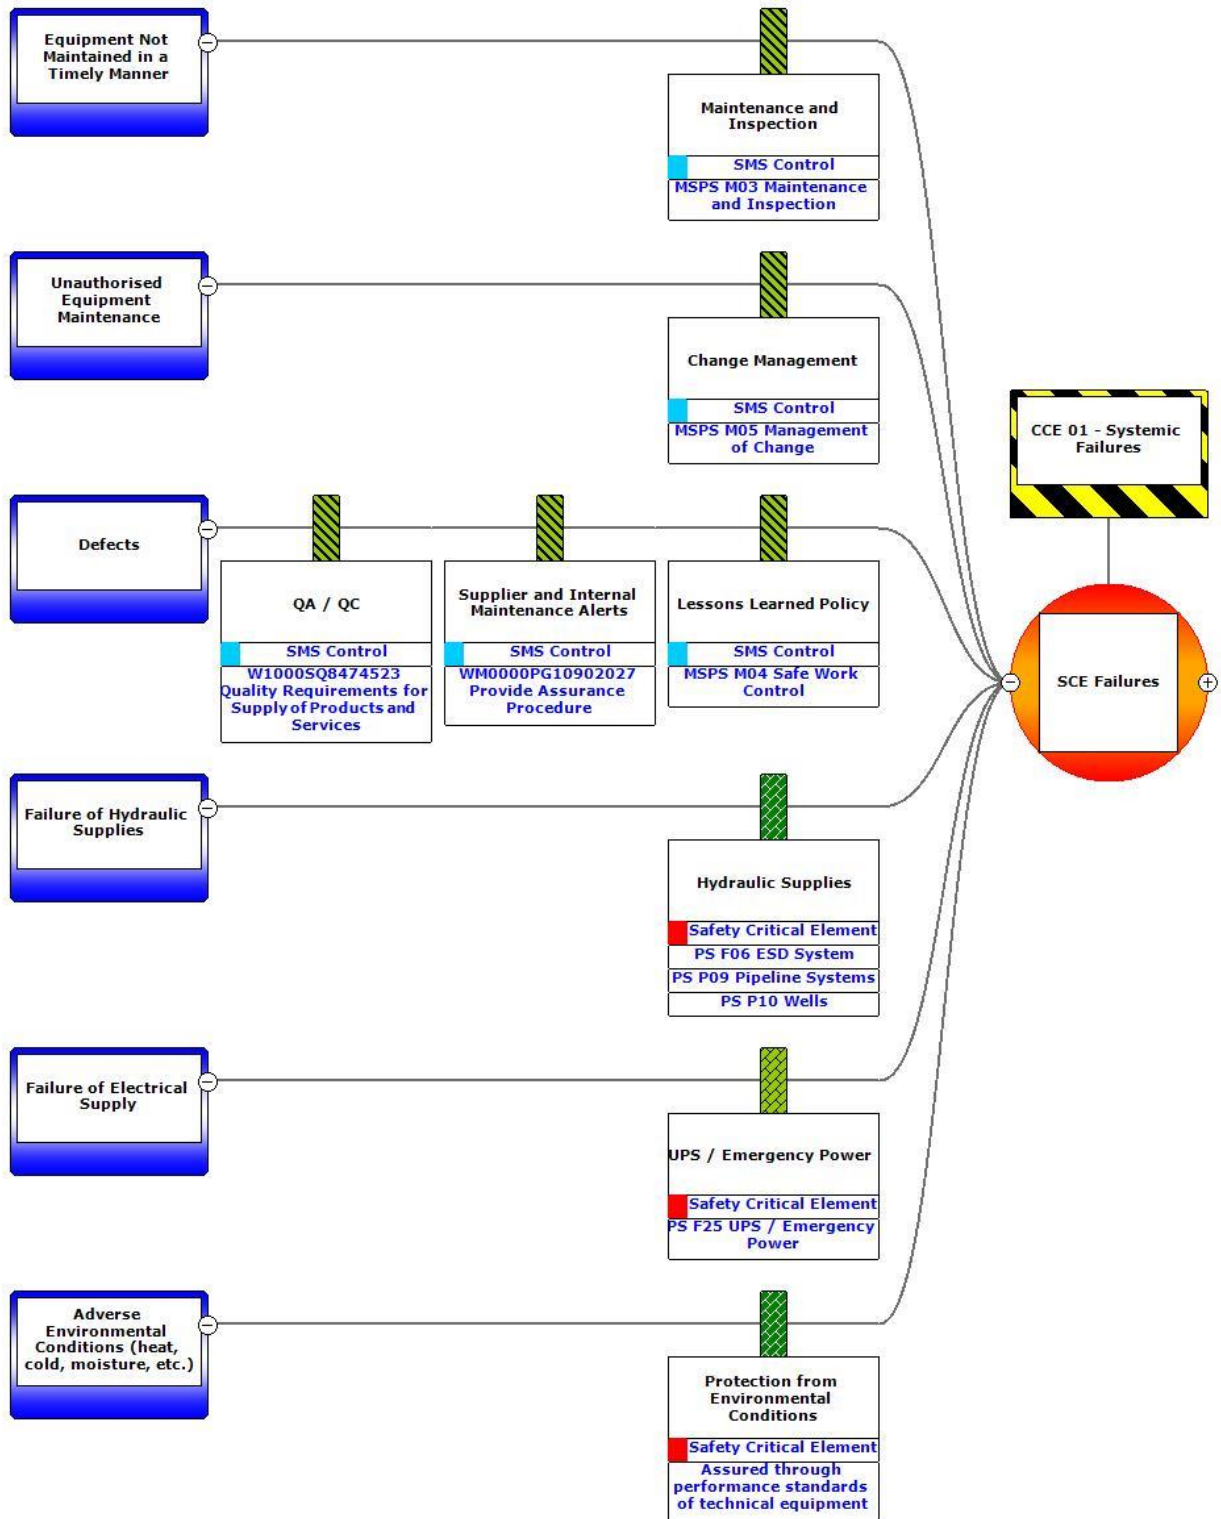 Equipment Not
Maintained in a
Timely Manner
Maintenance and
Inspection
SMS Control
MSPS M03 Maintenance
and Inspection
Unauthorised
Equipment
Maintenance
Change Management
SMS Control
MSPS M05 Management
of Change
CCE 01 - Systemic
Failures
Defects
QA / QC
SMS Control
W1000SQ8474523
Quality Requirements for
Supply of Products and
Services
Supplier and Internal
Maintenance Alerts
SMS Control
WM0000PG10902027
Provide Assurance
Procedure
Lessons Learned Policy
SMS Control
MSPS M04 Safe Work
Control
SCE Failures
Failure of Hydraulic
Supplies
Hydraulic Supplies
Safety Critical Element
PS F06 ESD System
PS P09 Pipeline Systems
PS P10 Wells
Failure of Electrical
Supply
UPS / Emergency Power
Safety Critical Element
PS F25 UPS / Emergency
Power
Adverse
Environmental
Conditions (heat,
cold, moisture, etc.)
Protection from
Environmental
Conditions
Safety Critical Element
Assured through
performance standards
of technical equipment